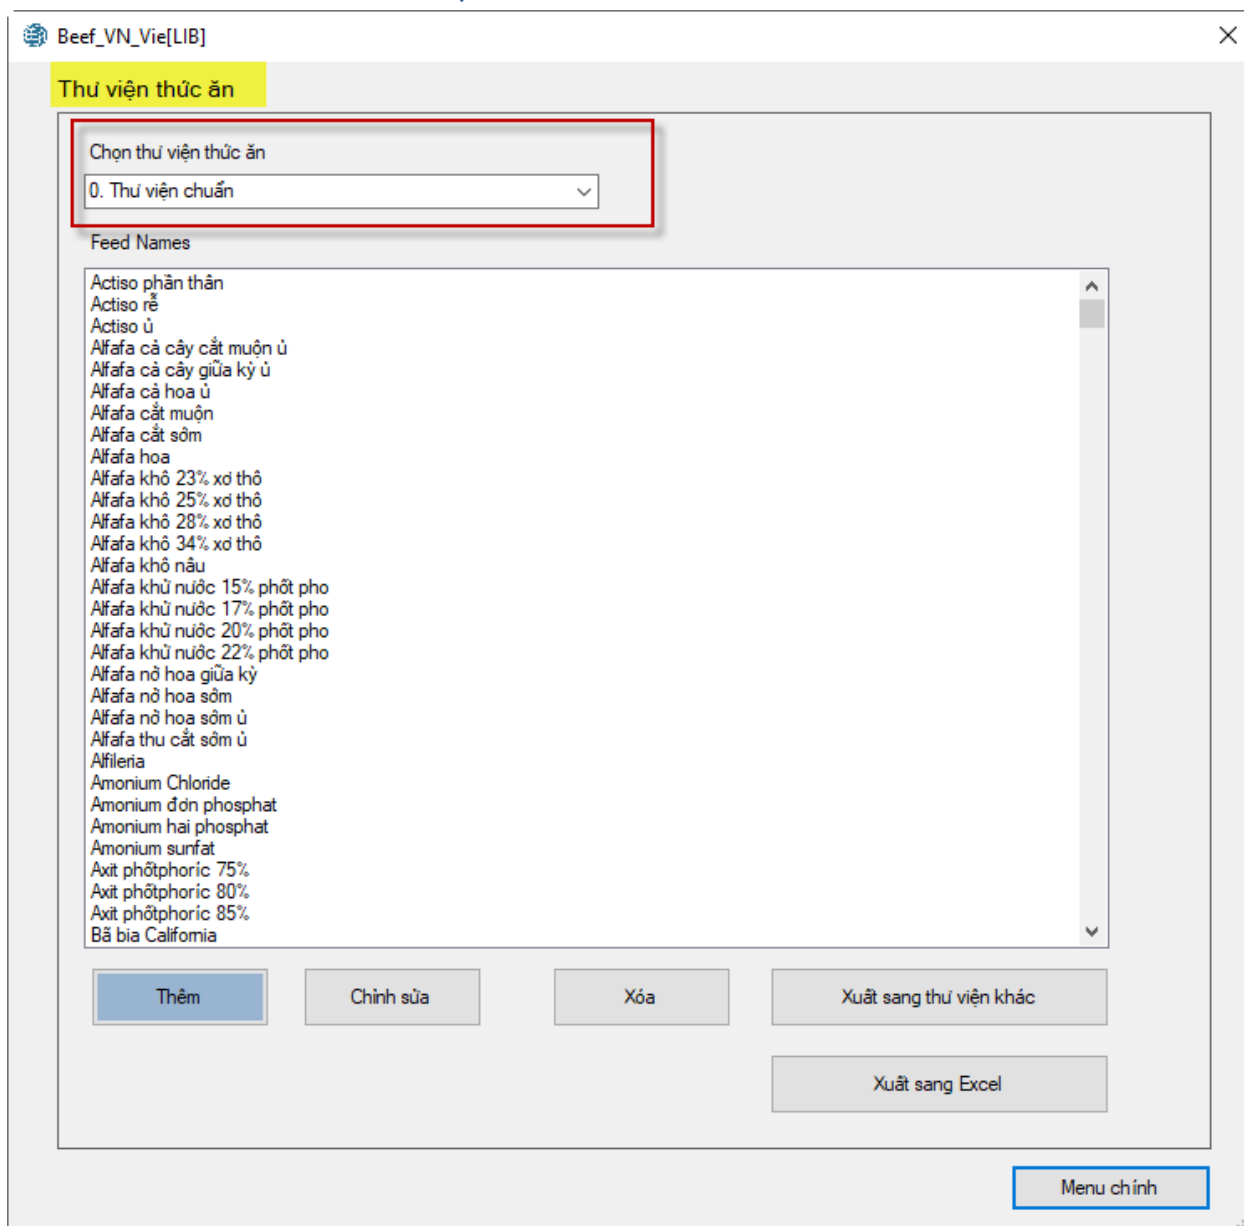 Beef_VN_Vie[LIB]
Thư viện thức ăn
Chọn thư viện thức ăn
0. Thư viện chuẩn
Feed Names
Actiso phần thân
Actiso rễ
Actiso ủ
Alfafa cả cây cắt muộn ủ
Alfafa cả cây giữa kỳ ủ
Alfafa cả hoa ủ
Alfafa cắt muộn
Alfafa cắt sớm
Alfafa hoa
Alfafa khô 23% xơ thô
Alfafa khô 25% xơ thô
Alfafa khô 28% xơ thô
Alfafa khô 34% xơ thô
Alfafa khô nâu
Alfafa khử nước 15% phốt pho
Alfafa khử nước 17% phốt pho
Alfafa khử nước 20% phốt pho
Alfafa khử nước 22% phốt pho
Alfafa nở hoa giữa kỳ
Alfafa nở hoa sớm
Alfafa nở hoa sớm ủ
Alfafa thu cắt sớm ủ
Alfileria
Amonium Chloride
Amonium đơn phosphat
Amonium hai phosphat
Amonium sunfat
Axit phốtphoríc 75%
Axit phốtphoríc 80%
Axit phốtphoríc 85%
Bã bia California
Thêm
Chỉnh sửa
Xóa
Xuất sang thư viện khác
Xuất sang Excel
Menu chính